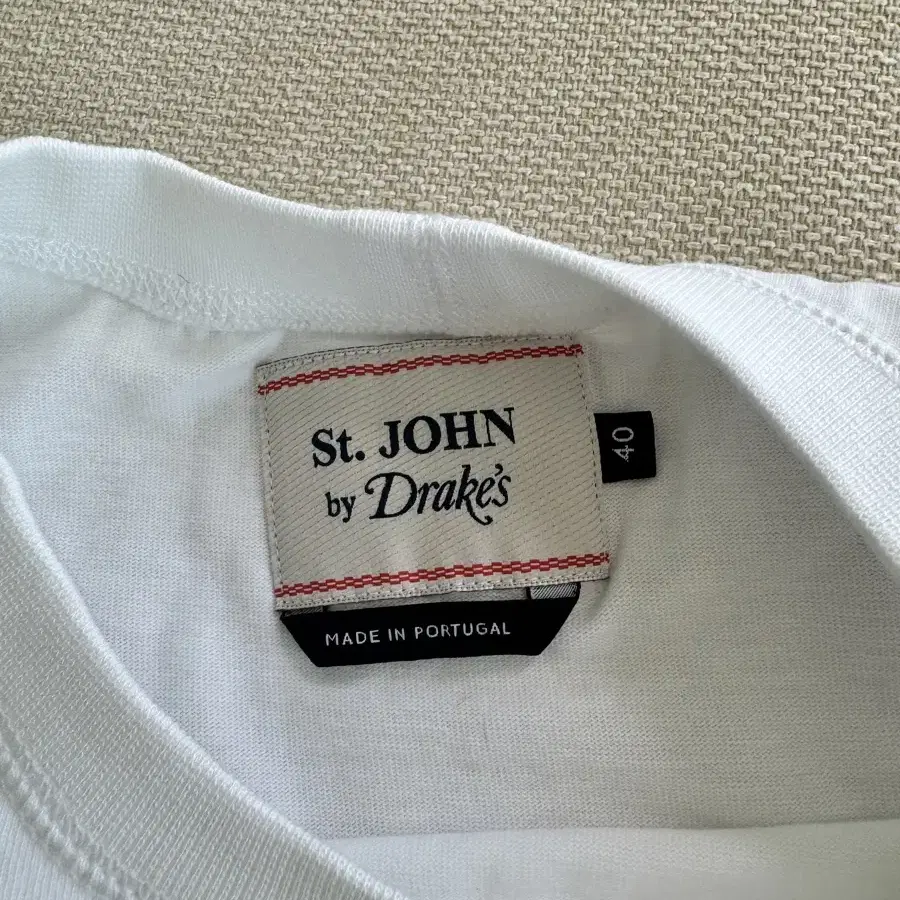 St. JOHN
by Drake's
40
MADE IN PORTUGAL